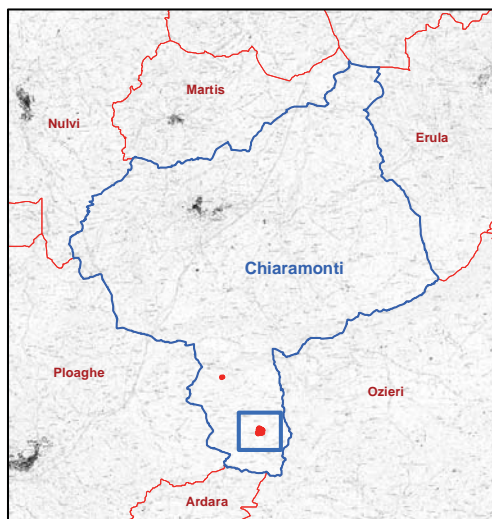 Martis
Nulvi
Erula
Chiaramonti
Ploaghe
Ozieri
Ardara